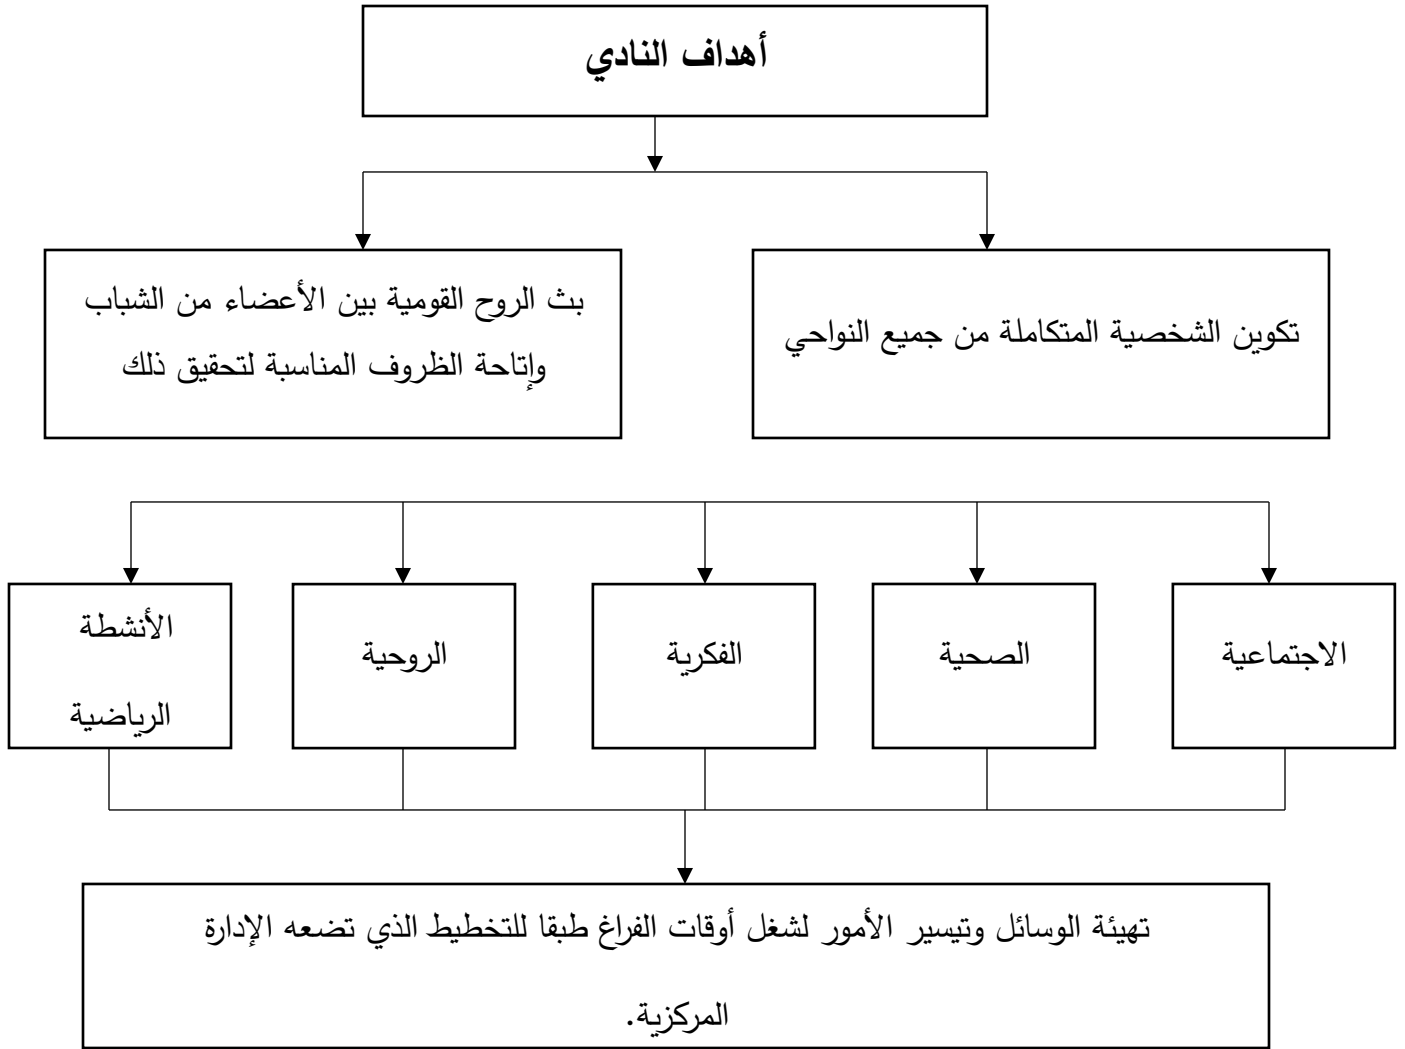 أهداف النادي
تكوين الشخصية المتكاملة من جميع النواحي
بث الروح القومية بين الأعضاء من الشباب
وإتاحة الظروف المناسبة لتحقيق ذلك
الاجتماعية
الصحية
الفكرية
الروحية
الأنشطة
الرياضية
تهيئة الوسائل وتيسير الأمور لشغل أوقات الفراغ طبقا للتخطيط الذي تضعه الإدارة
المركزية.